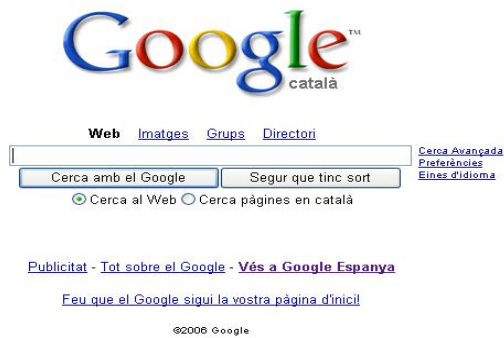 Google™
català
Web Imatges Grups Directori
Cerca Avançada
Preferències
Eines d'idioma
Cerca amb el Google Segur que tinc sort
Cerca al Web Cerca pàgines en català
Publicitat - Tot sobre el Google - Vés a Google Espanya
Feu que el Google sigui la vostra pàgina d'inici!
©2006 Google